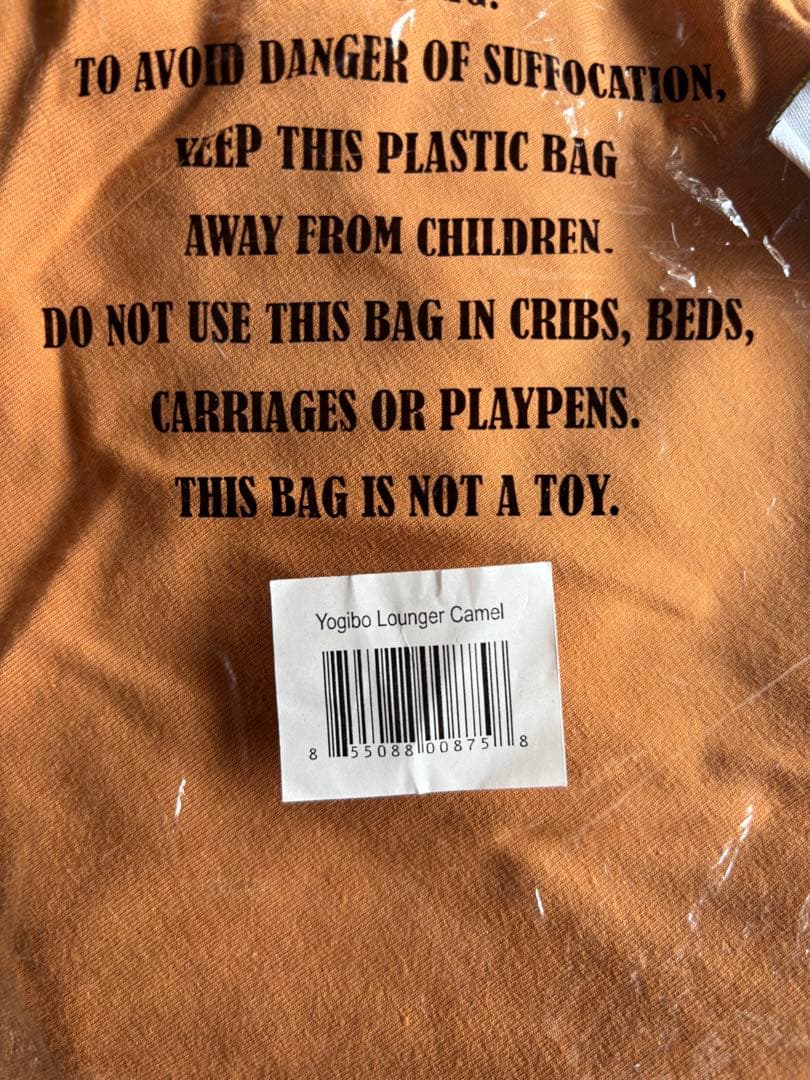 TO AVOID DANGER OF SUFFOCATION,
KEEP THIS PLASTIC BAG
AWAY FROM CHILDREN.
DO NOT USE THIS BAG IN CRIBS, BEDS,
CARRIAGES OR PLAYPENS.
THIS BAG IS NOT A TOY.
Yogibo Lounger Camel
8 55088 00875 8